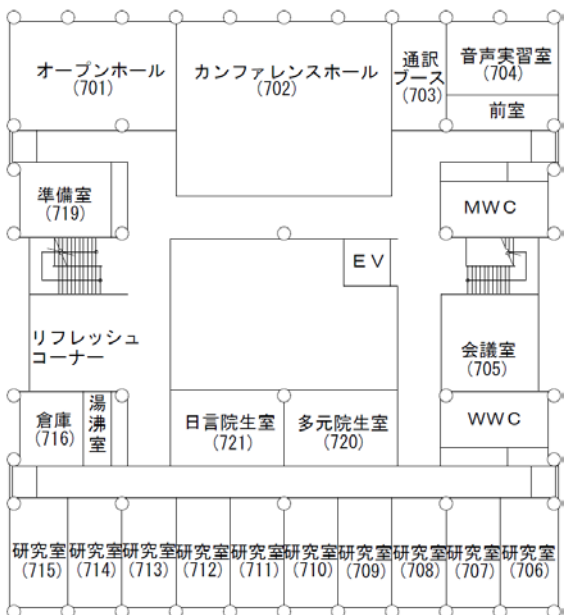 オープンホール
(701)
カンファレンスホール
(702)
通訳
ブース
(703)
音声実習室
(704)
前室
準備室
(719)
MWC
EV
リフレッシュ
コーナー
会議室
(705)
倉庫
(716)
湯沸室
日言院生室
(721)
多元院生室
(720)
WWC
研究室
(715)
研究室
(714)
研究室
(713)
研究室
(712)
研究室
(711)
研究室
(710)
研究室
(709)
研究室
(708)
研究室
(707)
研究室
(706)